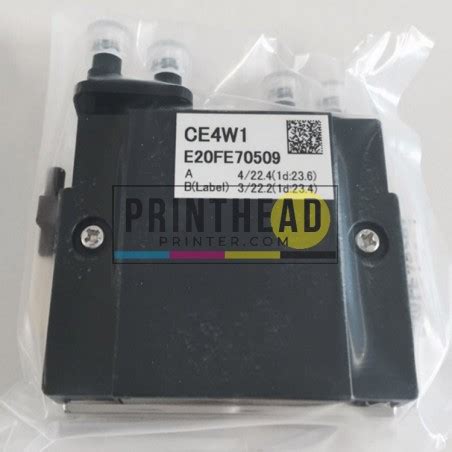 CE4W1
E20FE70509
A 4/22.4(1d:23.6)
B(Label) 3/22.2(1d:23.4)
PRINTHEAD
PRINTER.COM